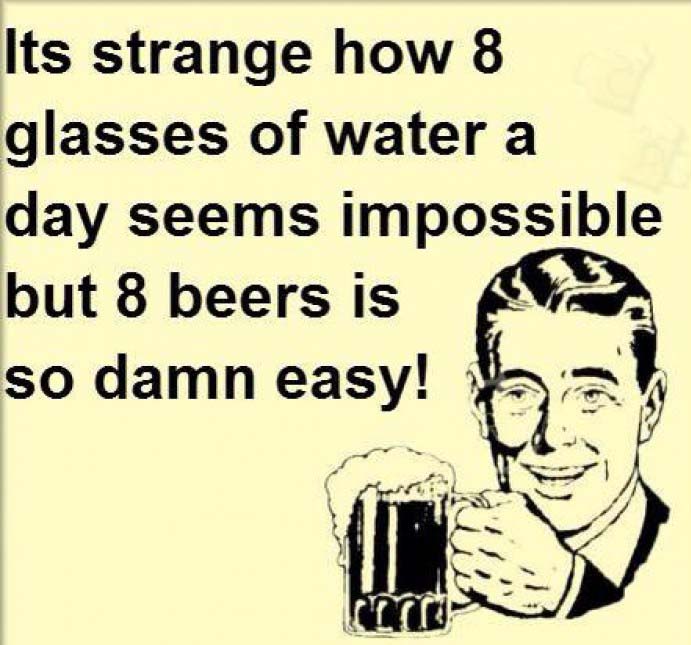 Its strange how 8
glasses of water a
day seems impossible
but 8 beers is
so damn easy!